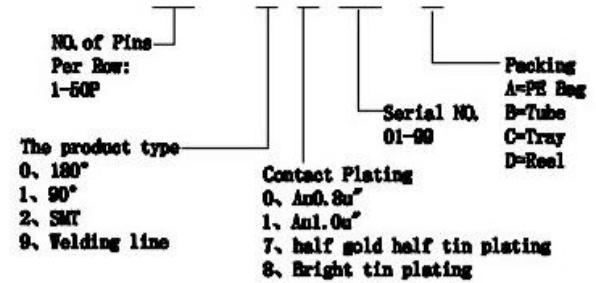 NO. of Pins
Per Row:
1-50P
Packing
A=PE Bag
B=Tube
C=Tray
D=Reel
Serial NO.
01-99
The product type
0、180°
1、90°
2、SMT
9、Welding line
Contact Plating
0、Au0.8u"
1、Au1.0u"
7、half gold half tin plating
8、Bright tin plating